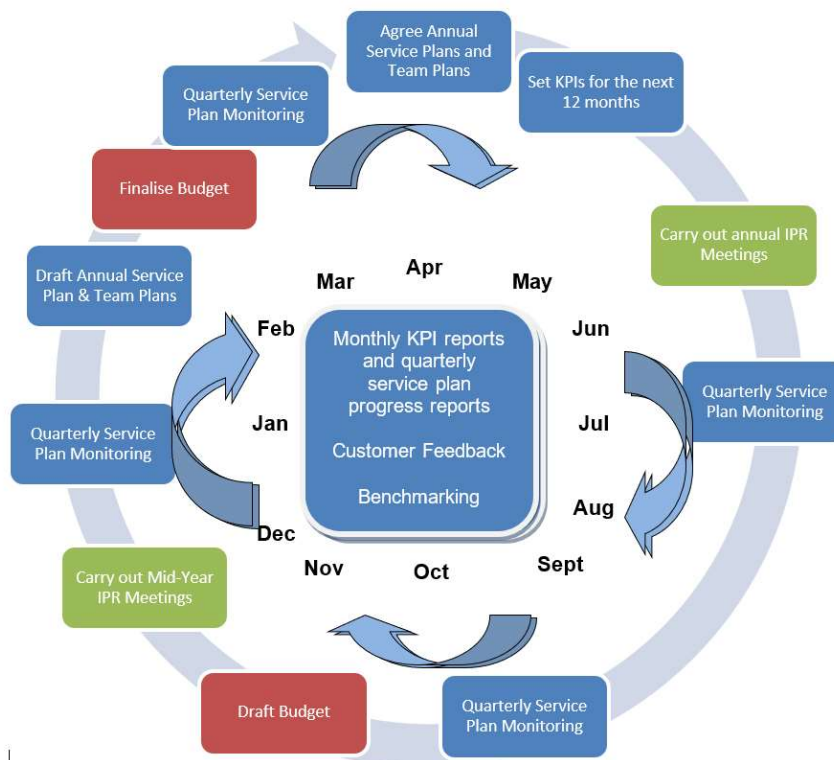 Agree Annual
Service Plans and
Team Plans
Set KPIs for the next
12 months
Carry out annual IPR
Meetings
Quarterly Service
Plan Monitoring
Quarterly Service
Plan Monitoring
Draft Budget
Carry out Mid-Year
IPR Meetings
Quarterly Service
Plan Monitoring
Draft Annual Service
Plan & Team Plans
Finalise Budget
Quarterly Service
Plan Monitoring
Apr
May
Jun
Jul
Aug
Sept
Oct
Nov
Dec
Jan
Feb
Mar
Monthly KPI reports
and quarterly
service plan
progress reports
Customer Feedback
Benchmarking